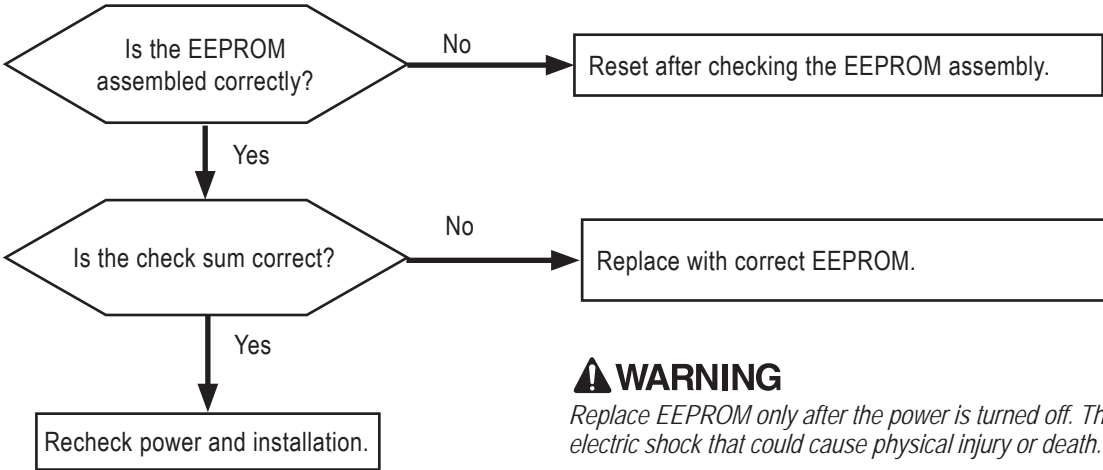 Is the EEPROM
assembled correctly?
No
Reset after checking the EEPROM assembly.
Yes
Is the check sum correct?
No
Replace with correct EEPROM.
Yes
WARNING
Replace EEPROM only after the power is turned off.
electric shock that could cause physical injury or death.
Recheck power and installation.